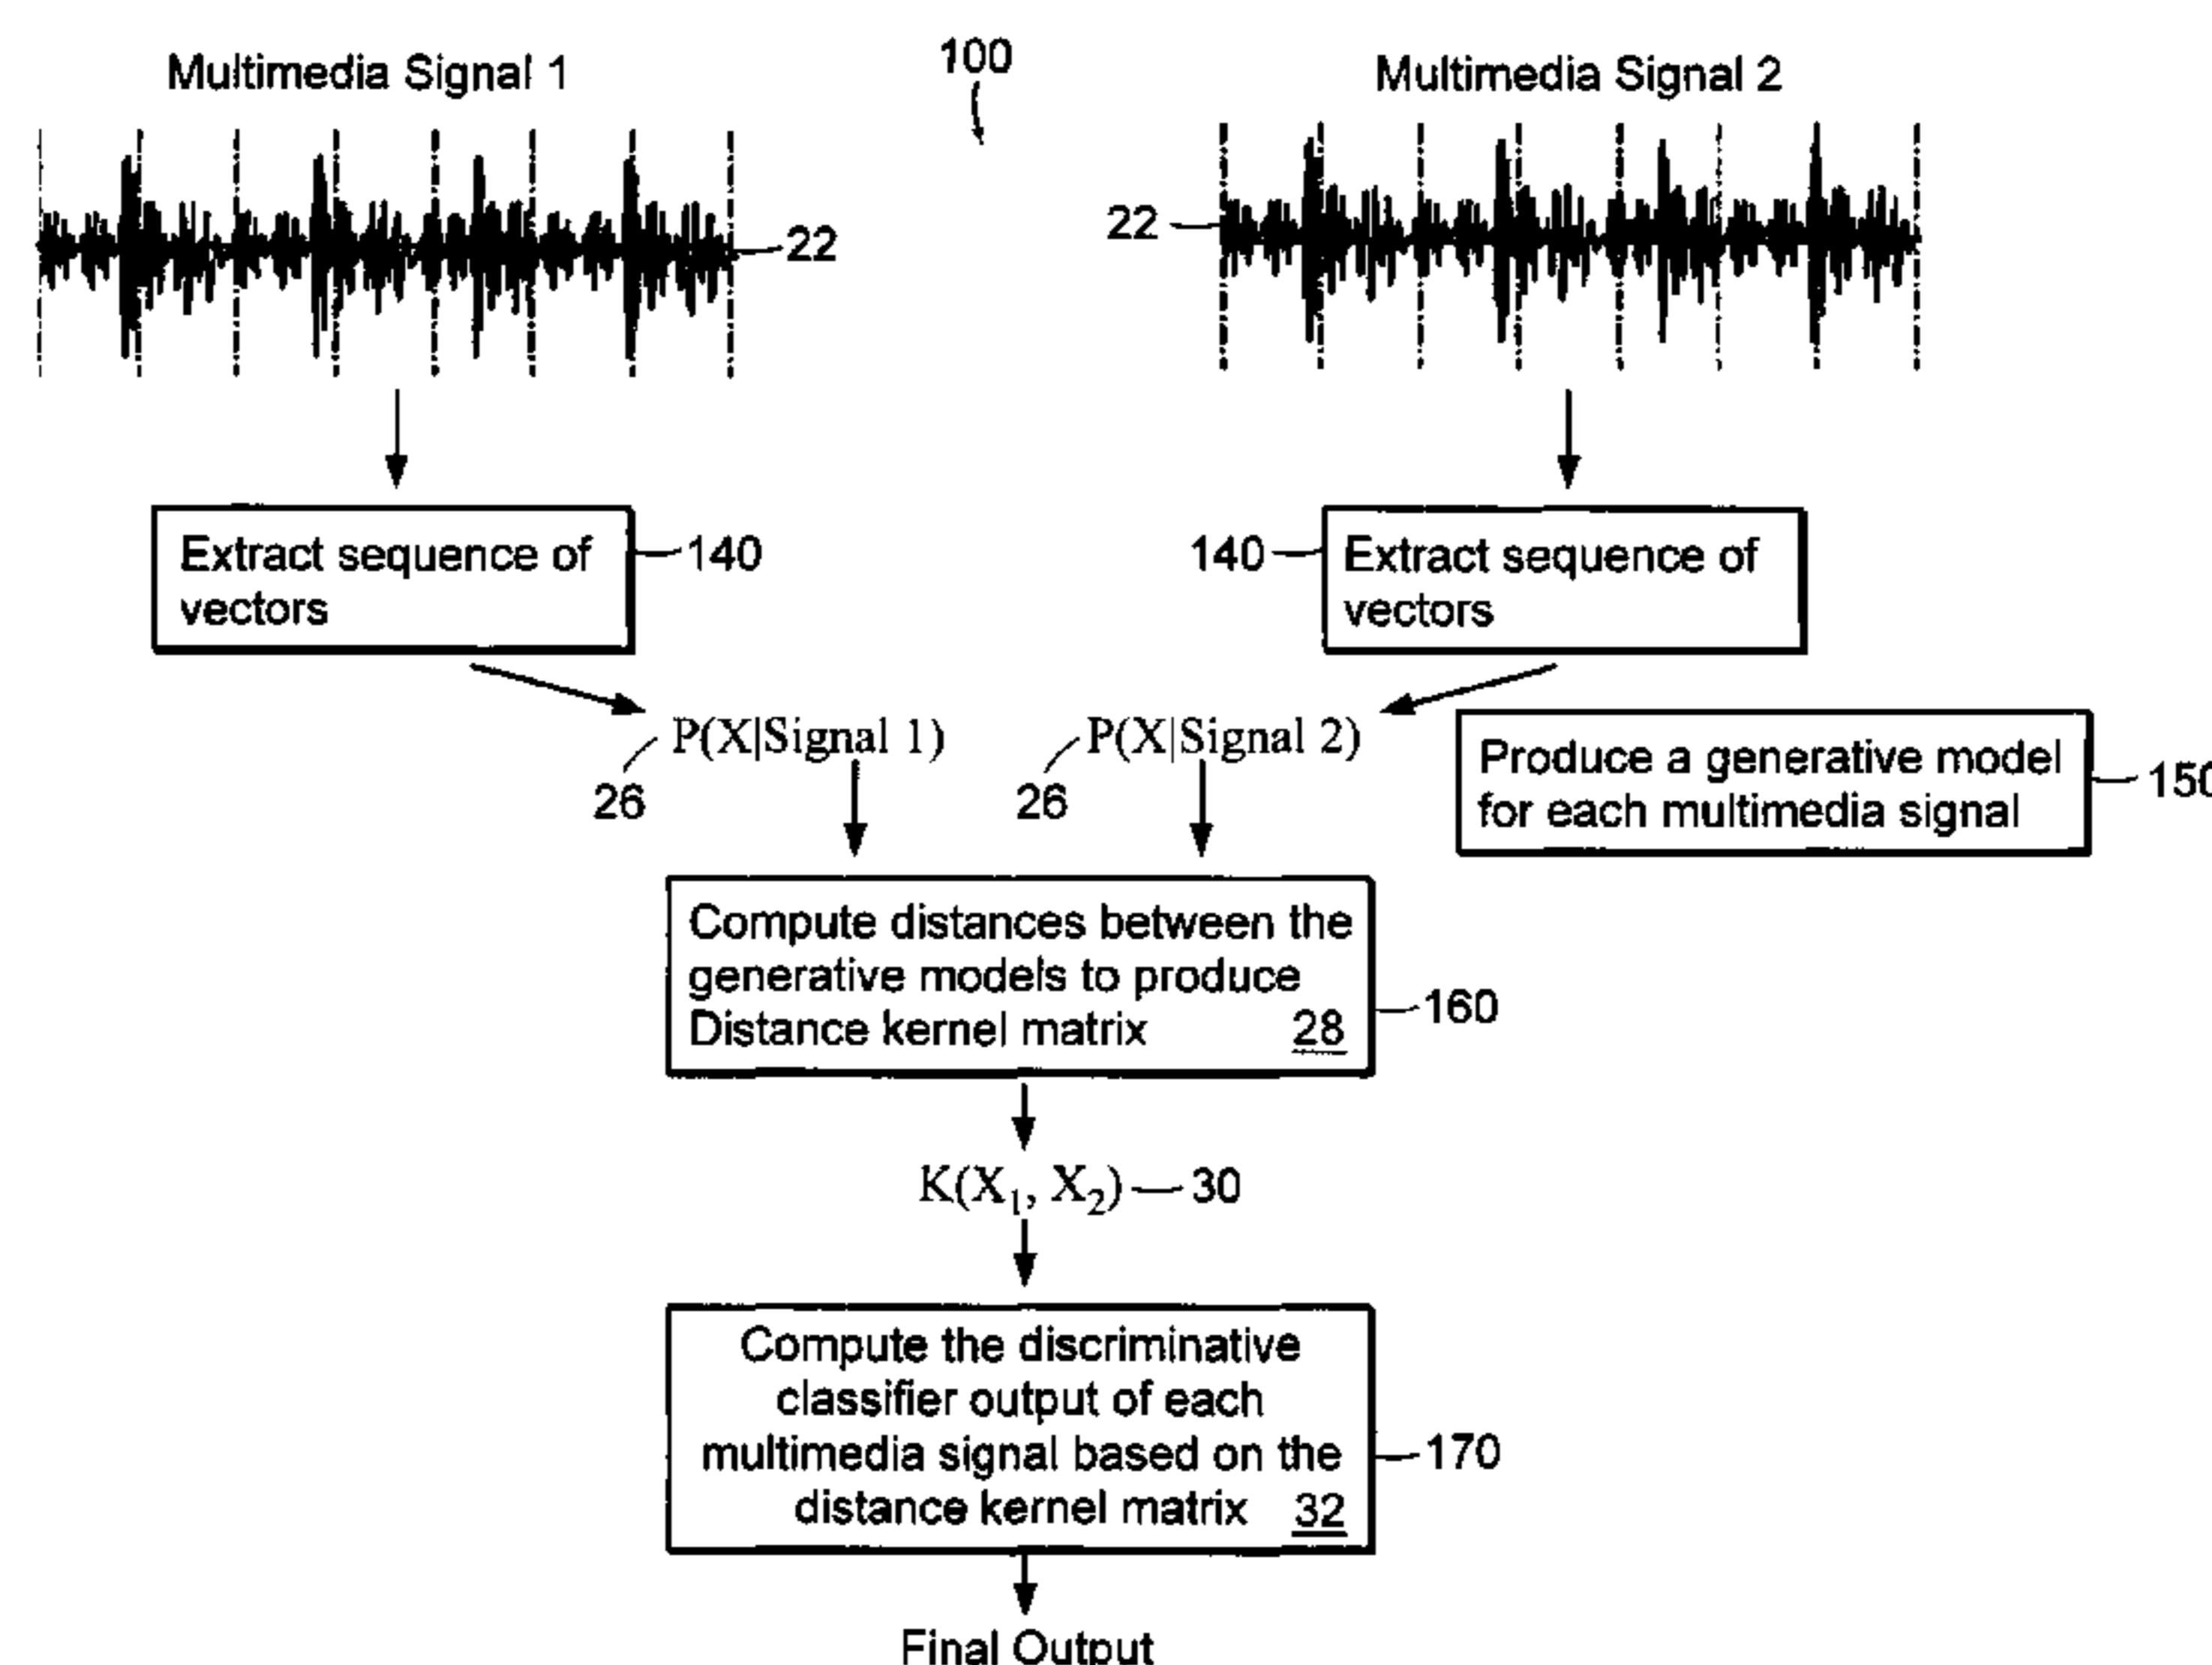 Multimedia Signal 1
100
Multimedia Signal 2
22
22
Extract sequence of
vectors
140
140
Extract sequence of
vectors
P(X|Signal 1)
26
P(X|Signal 2)
26
Produce a generative model
for each multimedia signal
150
Compute distances between the
generative models to produce
Distance kernel matrix 28
160
K(X₁, X₂)
30
Compute the discriminative
classifier output of each
multimedia signal based on the
distance kernel matrix 32
170
Final Output